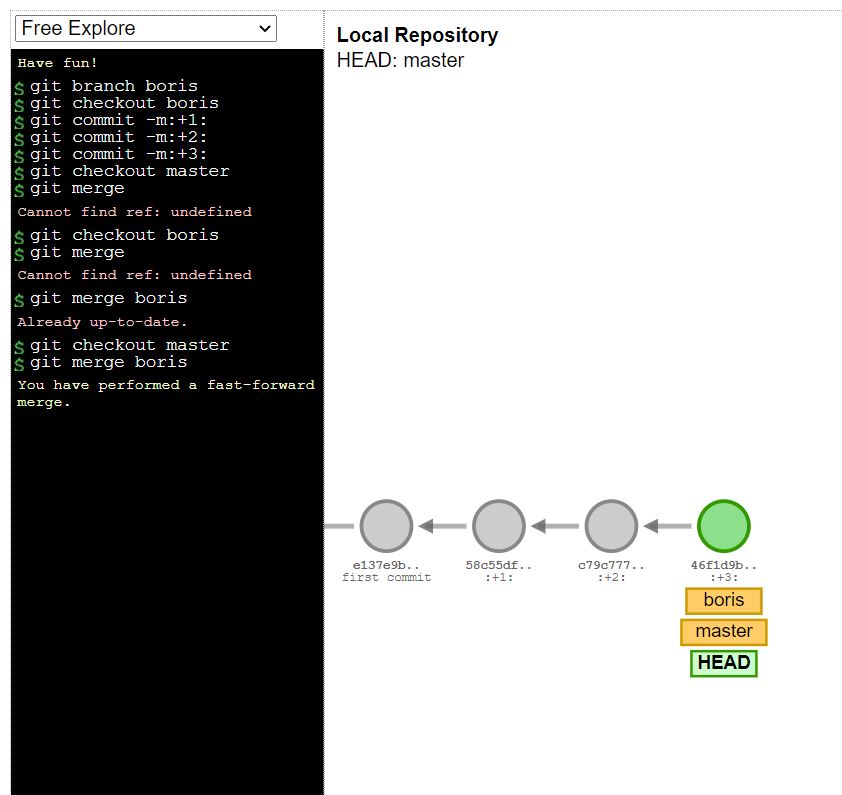 Free Explore
Have fun!
$ git branch boris
$ git checkout boris
$ git commit -m:+1:
$ git commit -m:+2:
$ git commit -m:+3:
$ git checkout master
$ git merge
Cannot find ref: undefined
$ git checkout boris
$ git merge
Cannot find ref: undefined
$ git merge boris
Already up-to-date.
$ git checkout master
$ git merge boris
You have performed a fast-forward
merge.
Local Repository
HEAD: master
e137e9b..
first commit
58c55df..
:+1:
c79c777..
:+2:
46f1d9b..
:+3:
boris
master
HEAD